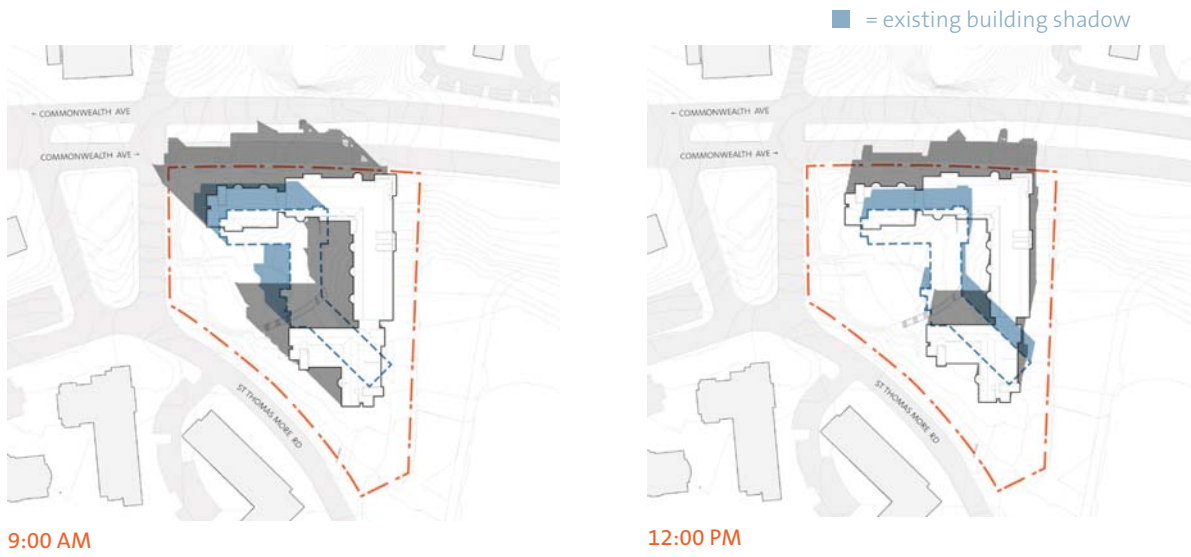 = existing building shadow
← COMMONWEALTH AVE
COMMONWEALTH AVE →
ST THOMAS MORE RD
9:00 AM
← COMMONWEALTH AVE
COMMONWEALTH AVE →
ST THOMAS MORE RD
12:00 PM